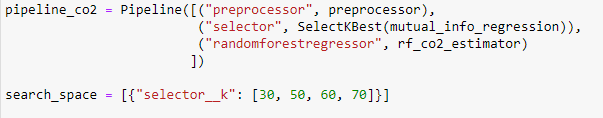 pipeline_co2 = Pipeline([("preprocessor", preprocessor),
("selector", SelectKBest(mutual_info_regression)),
("randomforestregressor", rf_co2_estimator)
])
search_space = [{"selector__k": [30, 50, 60, 70]}]